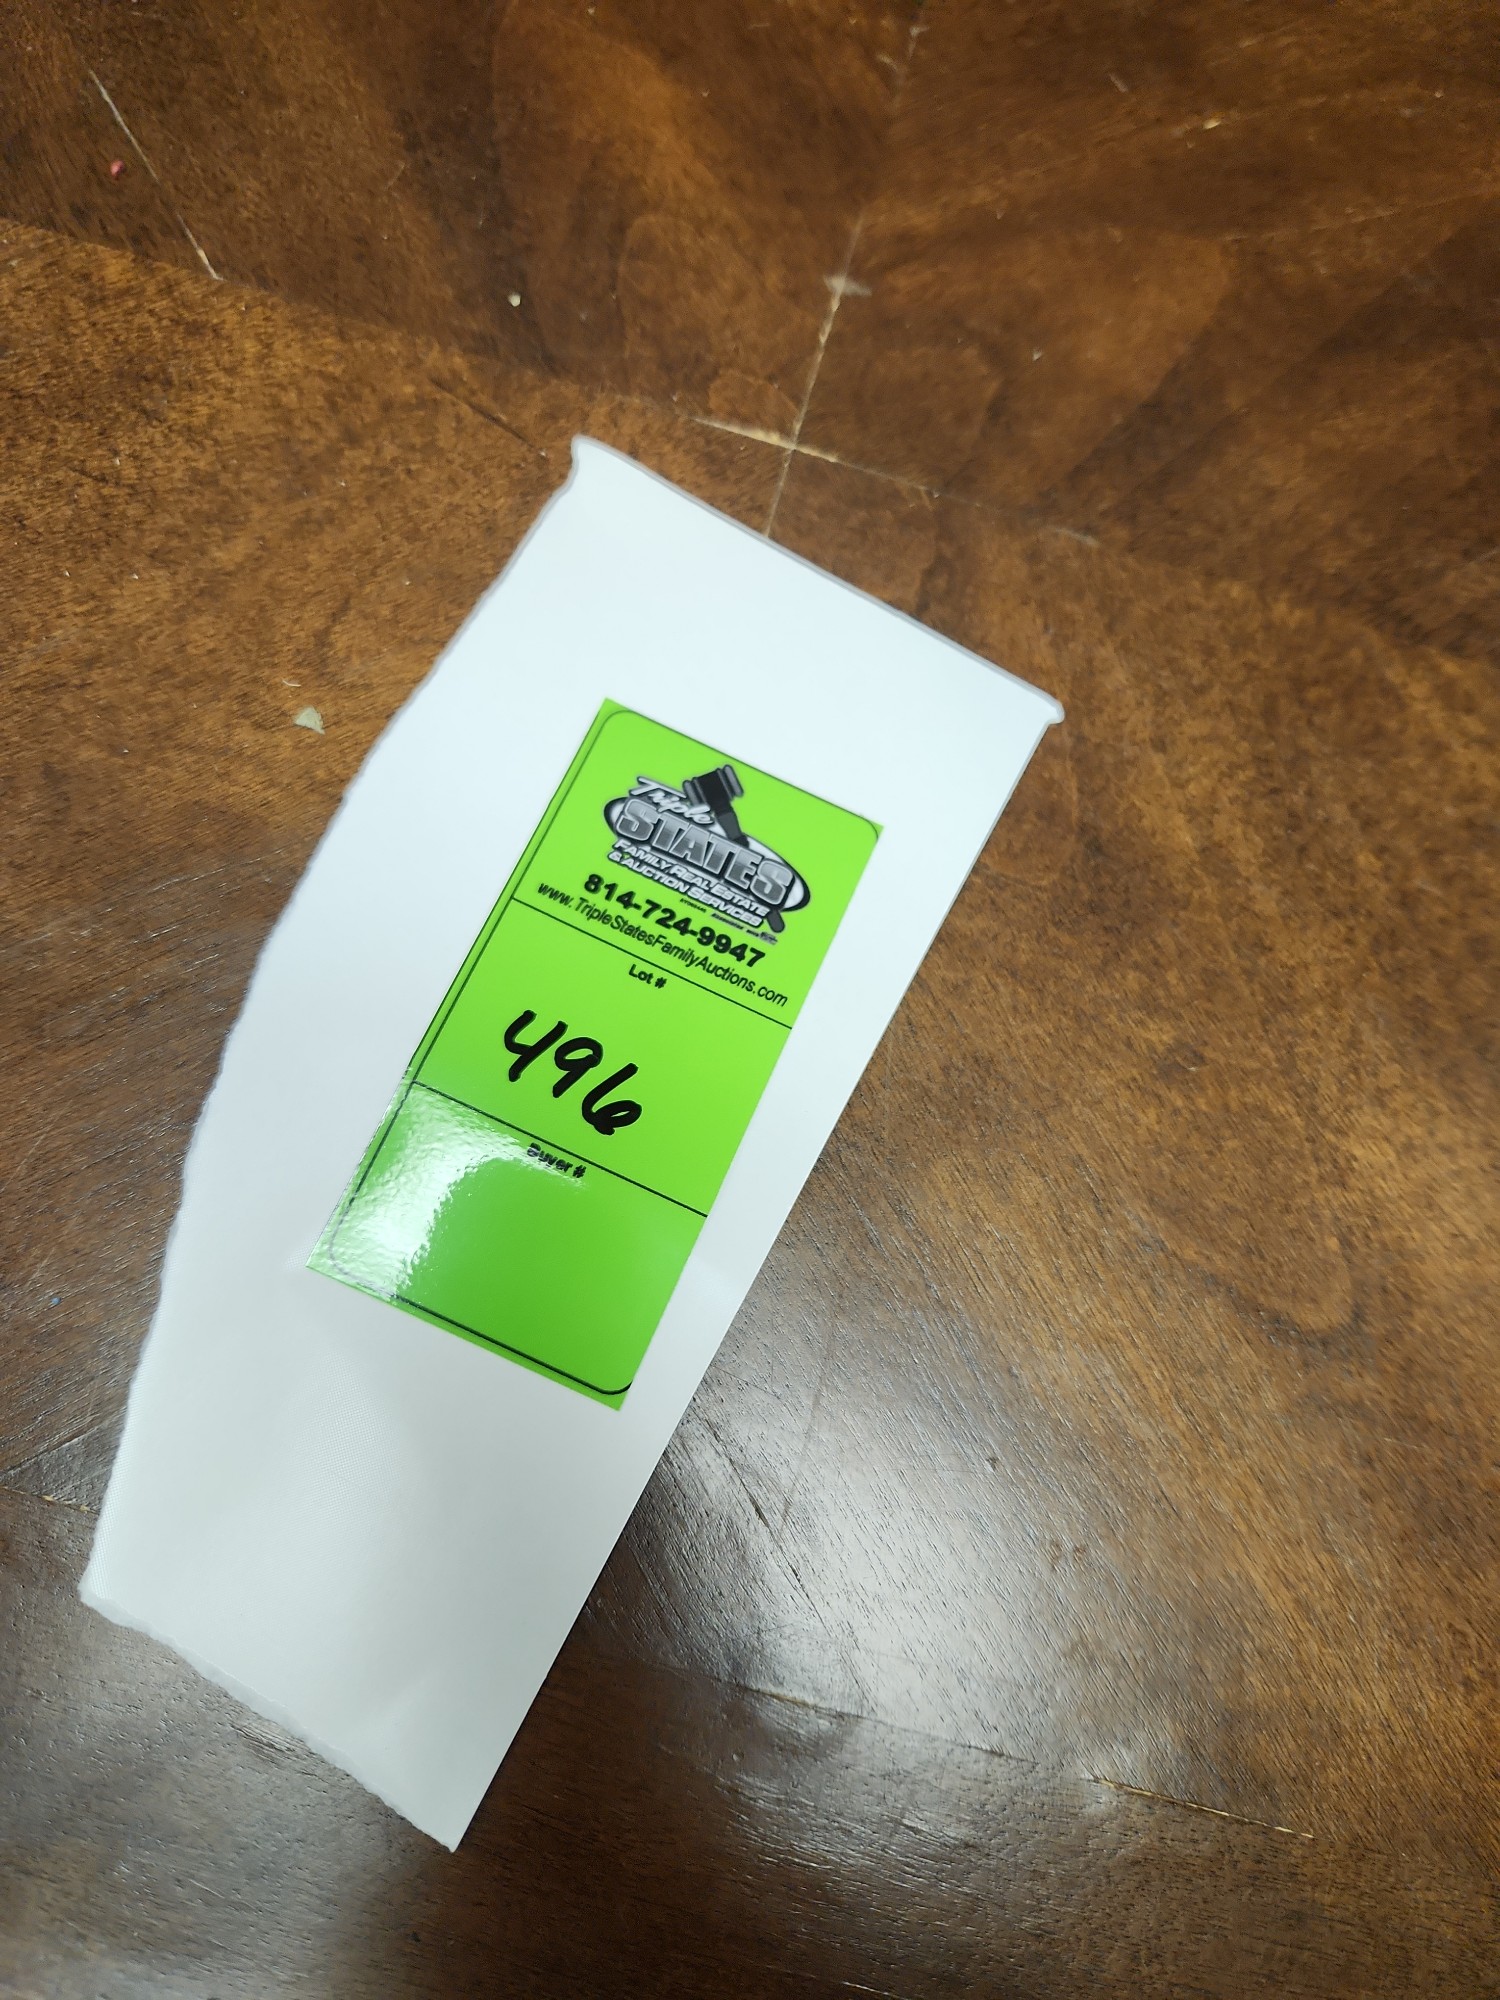 Triple
STATES
FAMILY REAL ESTATE
& AUCTION SERVICES
814-724-9947
www.TripleStatesFamilyAuctions.com
Lot #
496
Buyer #